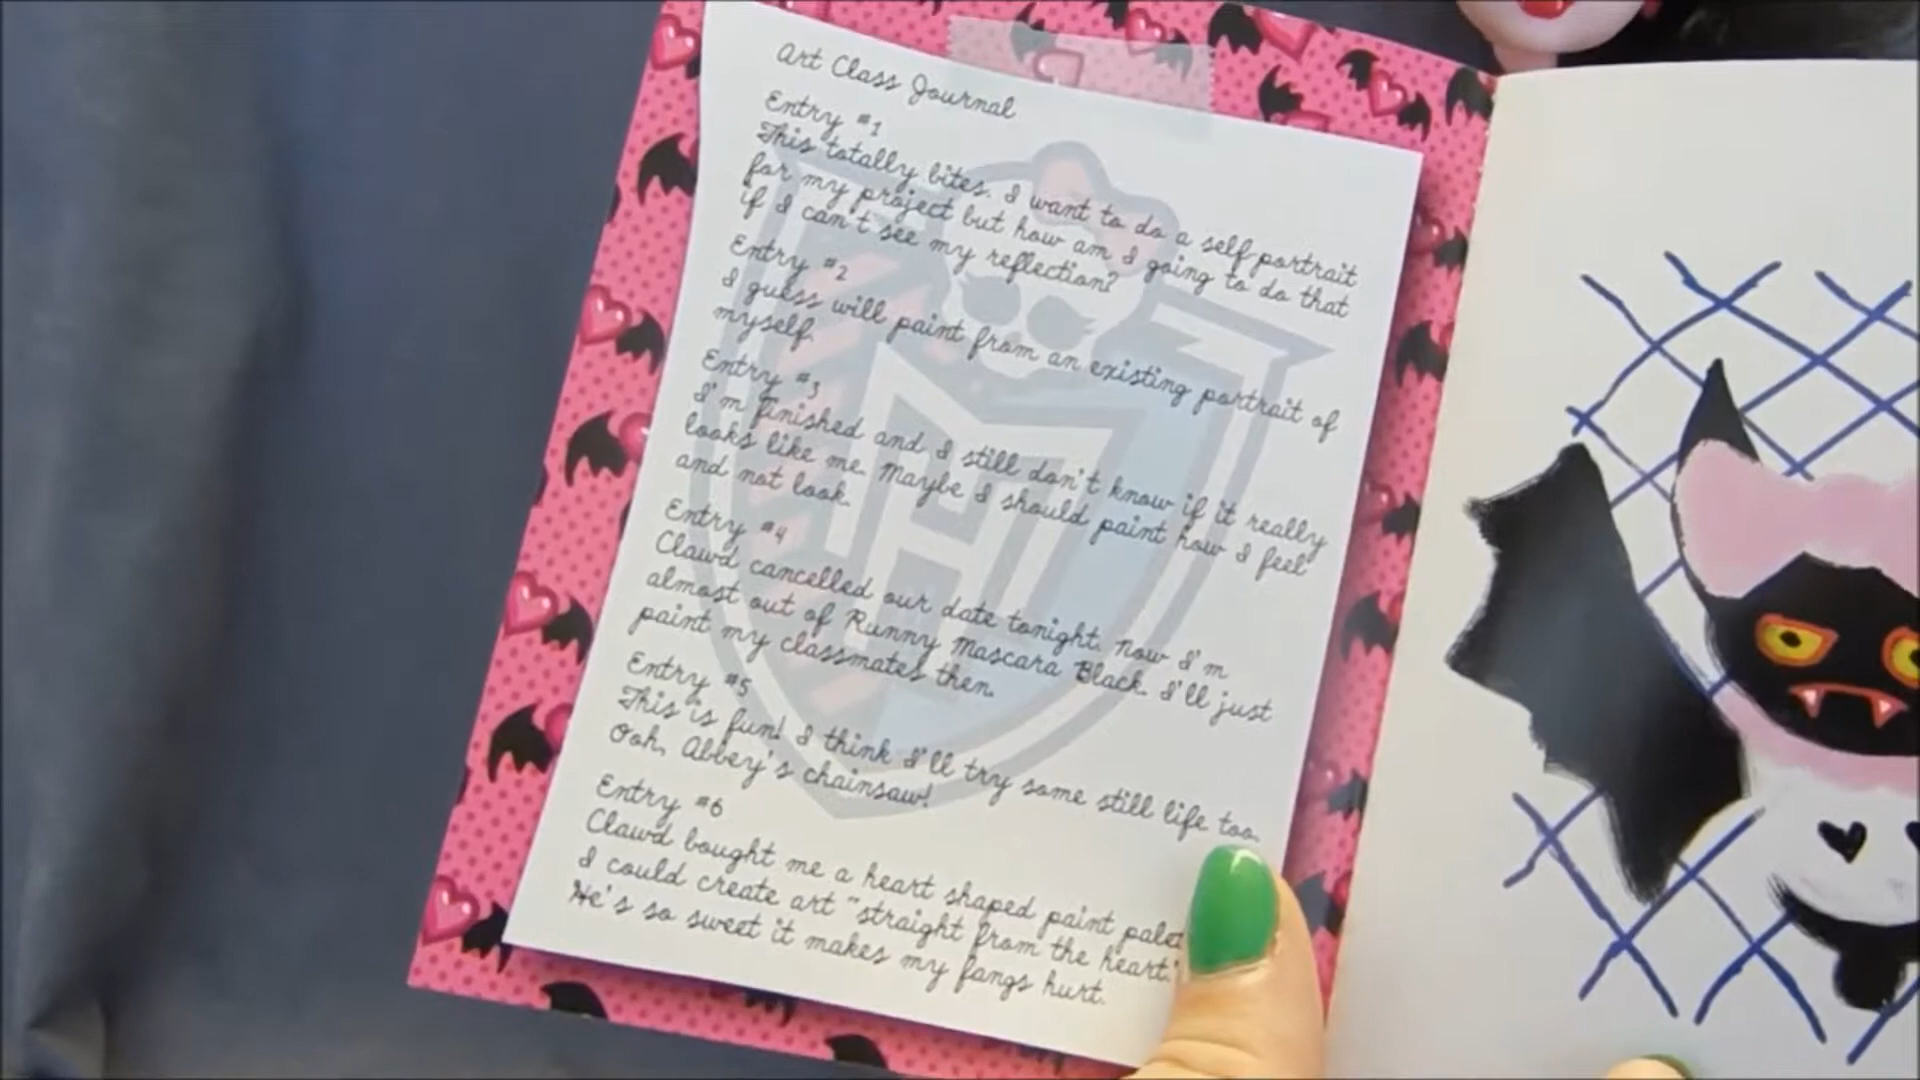 Art Class Journal
Entry #1
This totally bites. I want to do a self-portrait
for my project but how am I going to do that
if I can't see my reflection?
Entry #2
I guess will paint from an existing portrait of
myself.
Entry #3
I'm finished and I still don't know if it really
looks like me. Maybe I should paint how I feel
and not look.
Entry #4
Clawd cancelled our date tonight. Now I'm
almost out of Runny Mascara Black. I'll just
paint my classmates then.
Entry #5
This is fun! I think I'll try some still life too.
Ooh, Abbey's chainsaw!
Entry #6
Clawd bought me a heart shaped paint
I could create art "straight from the heart."
He's so sweet it makes my fangs hurt.